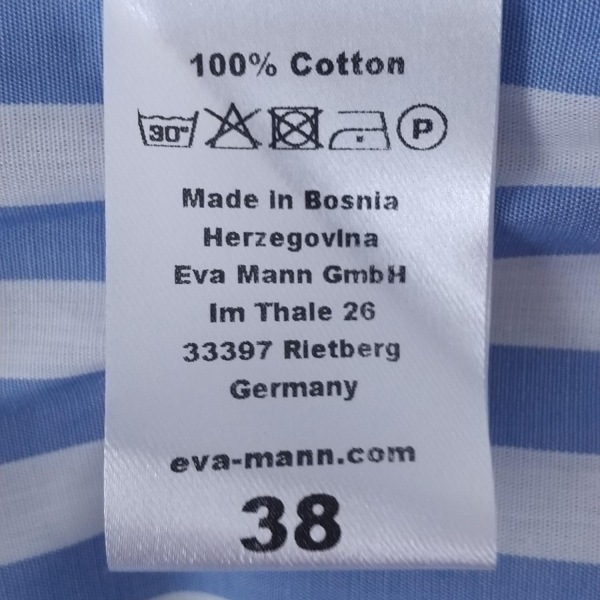 100% Cotton
30° P
Made in Bosnia
Herzegovina
Eva Mann GmbH
Im Thale 26
33397 Rietberg
Germany
eva-mann.com
38